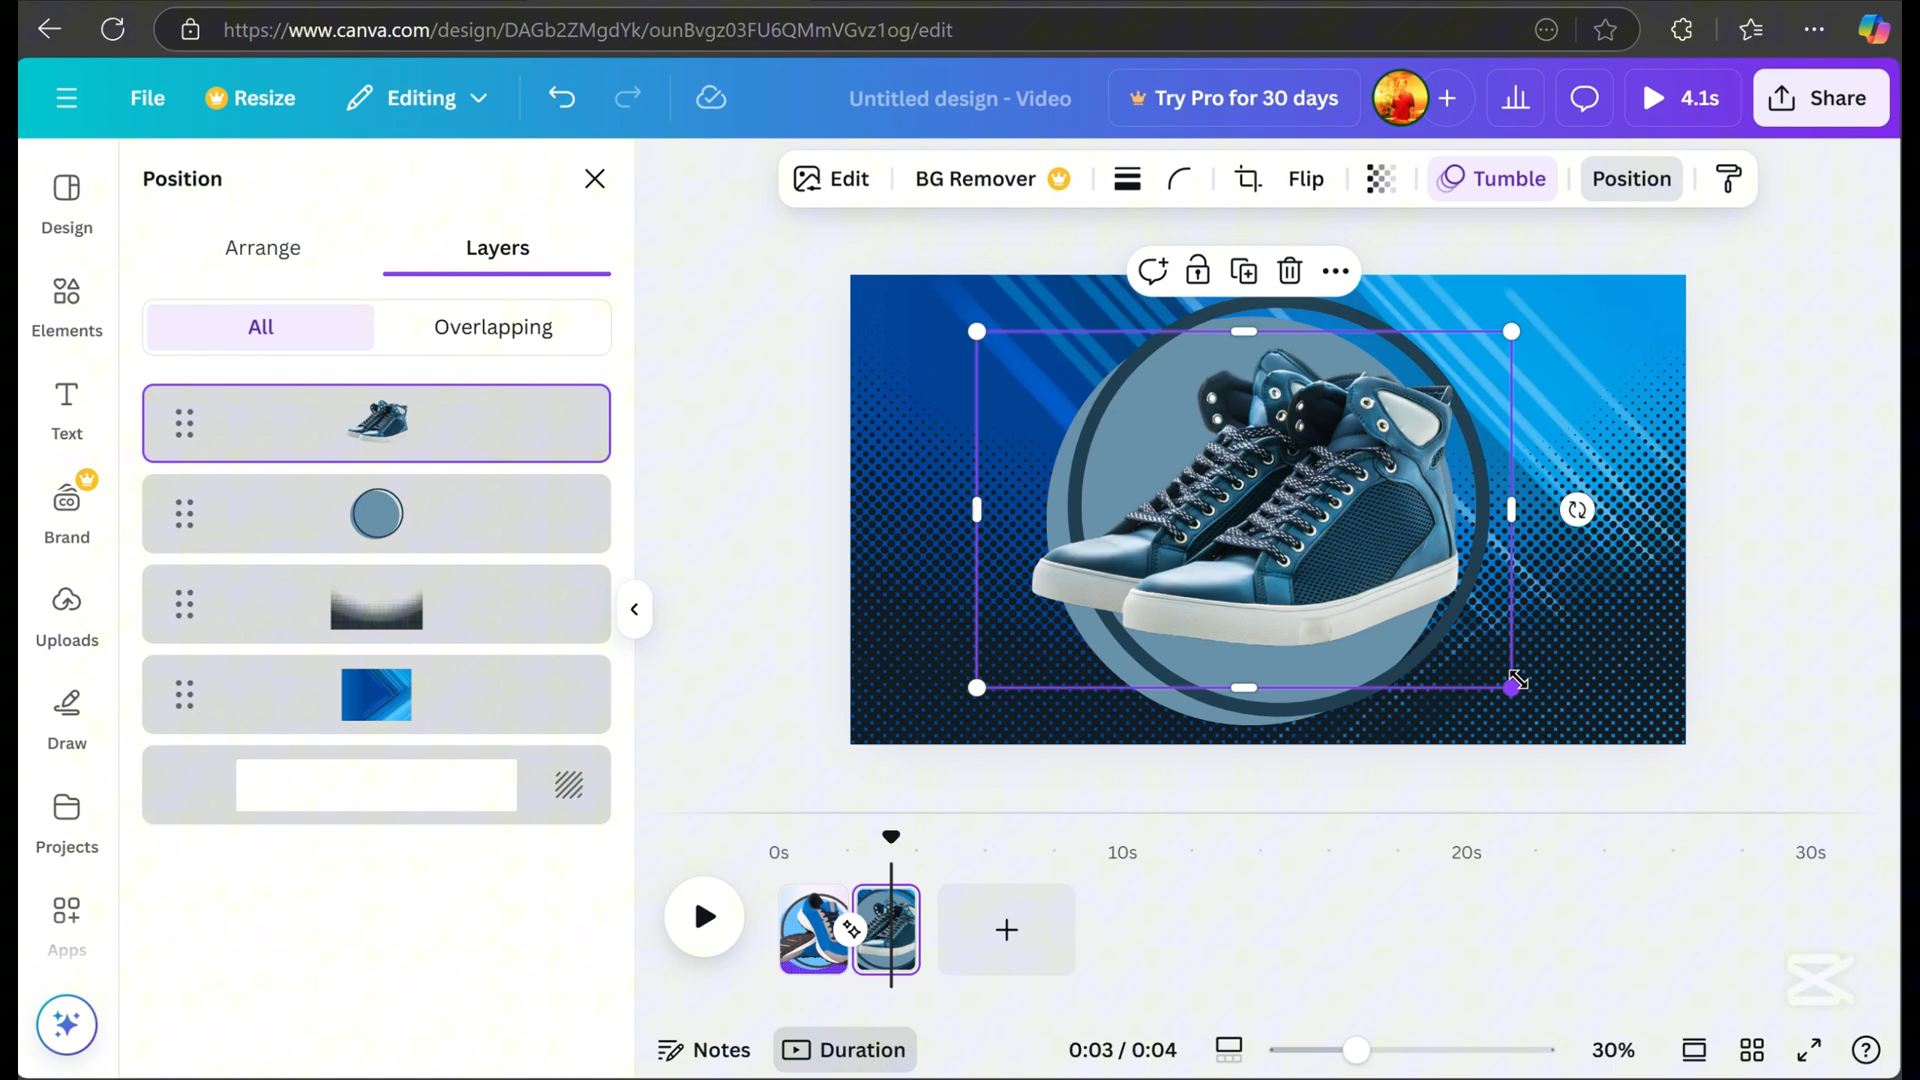 https://www.canva.com/design/DAGb2ZMgdYk/ounBvgz03FU6QMmVGvz1og/edit
File
Resize
Editing
Untitled design - Video
Try Pro for 30 days
4.1s
Share
Design
Elements
Text
Brand
Uploads
Draw
Projects
Apps
Position
Arrange
Layers
All
Overlapping
Edit
BG Remover
Flip
Tumble
Position
0s
10s
20s
30s
Notes
Duration
0:03 / 0:04
30%